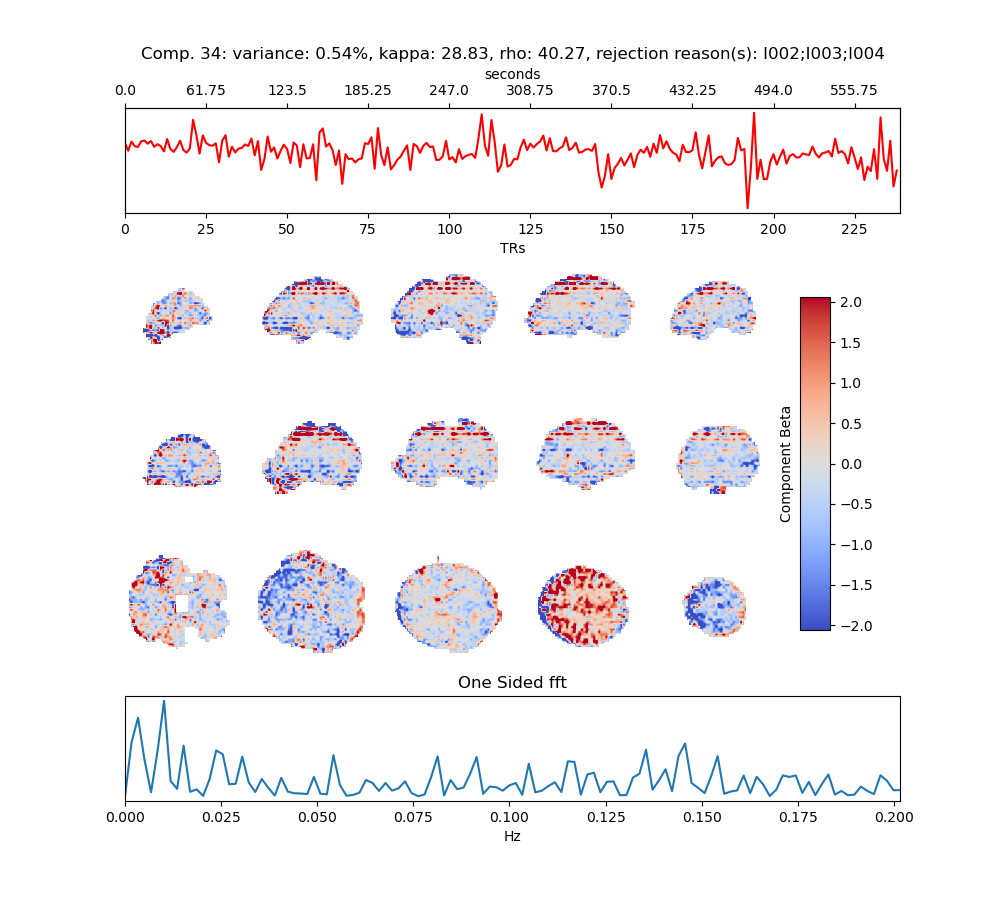 Comp. 34: variance: 0.54%, kappa: 28.83, rho: 40.27, rejection reason(s): I002;I003;I004
seconds
0.0 61.75 123.5 185.25 247.0 308.75 370.5 432.25 494.0 555.75
0 25 50 75 100 125 150 175 200 225
TRs
2.0
1.5
1.0
0.5
0.0
−0.5
−1.0
−1.5
−2.0
Component Beta
One Sided fft
0.000 0.025 0.050 0.075 0.100 0.125 0.150 0.175 0.200
Hz